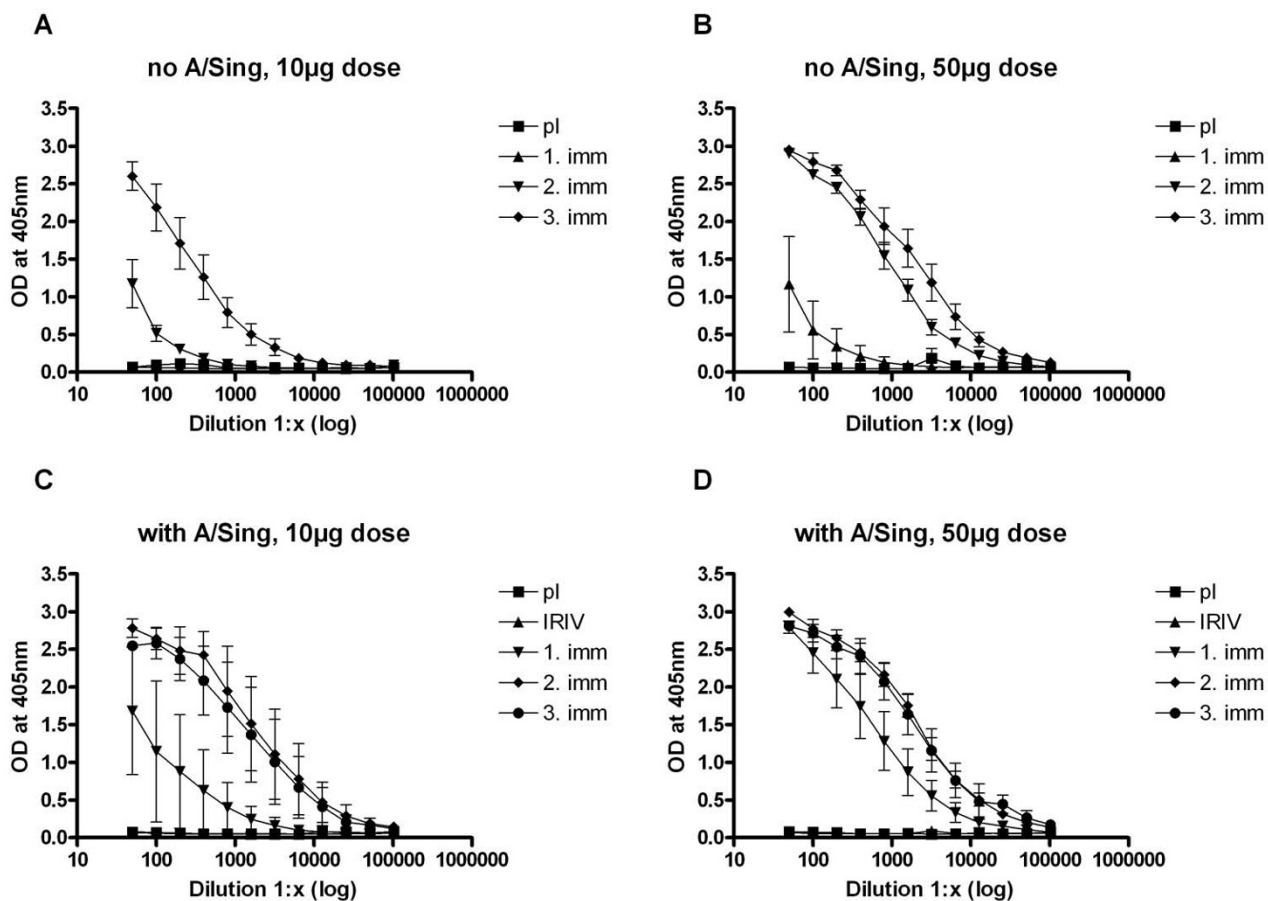 A
no A/Sing, 10µg dose
OD at 405nm
3.5
3.0
2.5
2.0
1.5
1.0
0.5
0.0
10 100 1000 10000 100000 1000000
Dilution 1:x (log)
pI
1. imm
2. imm
3. imm
B
no A/Sing, 50µg dose
OD at 405nm
3.5
3.0
2.5
2.0
1.5
1.0
0.5
0.0
10 100 1000 10000 100000 1000000
Dilution 1:x (log)
pI
1. imm
2. imm
3. imm
C
with A/Sing, 10µg dose
OD at 405nm
3.5
3.0
2.5
2.0
1.5
1.0
0.5
0.0
10 100 1000 10000 100000 1000000
Dilution 1:x (log)
pI
IRIV
1. imm
2. imm
3. imm
D
with A/Sing, 50µg dose
OD at 405nm
3.5
3.0
2.5
2.0
1.5
1.0
0.5
0.0
10 100 1000 10000 100000 1000000
Dilution 1:x (log)
pI
IRIV
1. imm
2. imm
3. imm